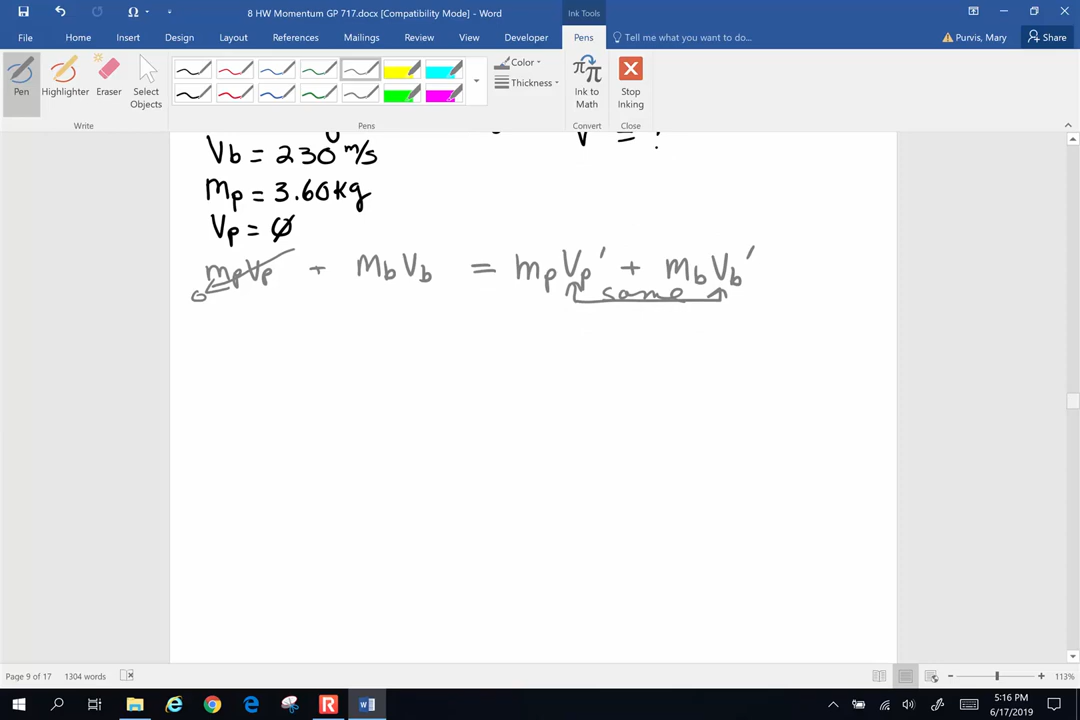 8 HW Momentum GP 717.docx [Compatibility Mode] - Word
Ink Tools
File Home Insert Design Layout References Mailings Review View Developer Pens Tell me what you want to do... Purvis, Mary Share
Pen Highlighter Eraser Select Objects
Color
Thickness
Ink to Math
Stop Inking
Write Pens Convert Close
V = ?
Vb = 230 m/s
mp = 3.60kg
Vp = 0
mpVp + mbVb = mpVp' + mbVb'
0 same
Page 9 of 17 1304 words 113%
5:16 PM
6/17/2019